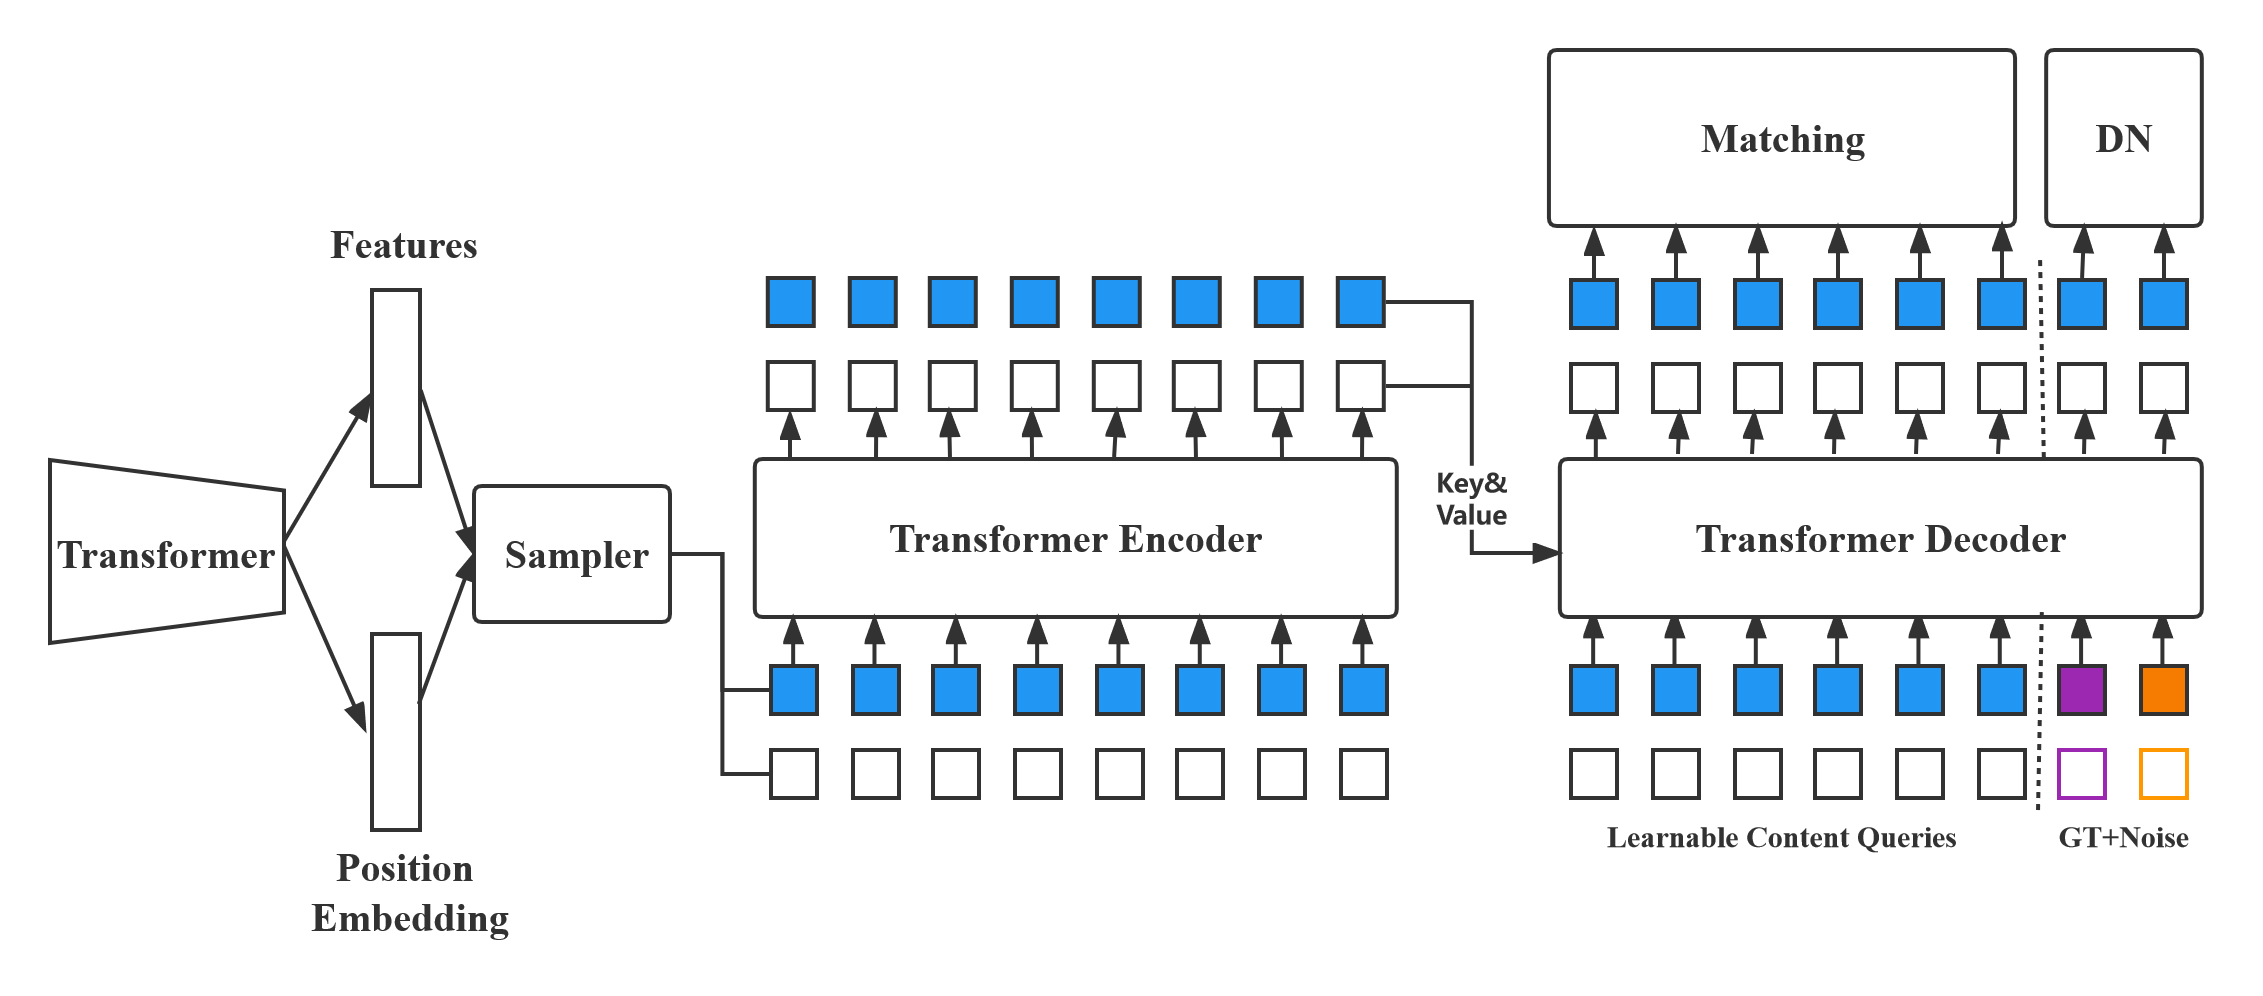 Features
Transformer
Position
Embedding
Sampler
Transformer Encoder
Key&
Value
Matching
DN
Transformer Decoder
Learnable Content Queries
GT+Noise